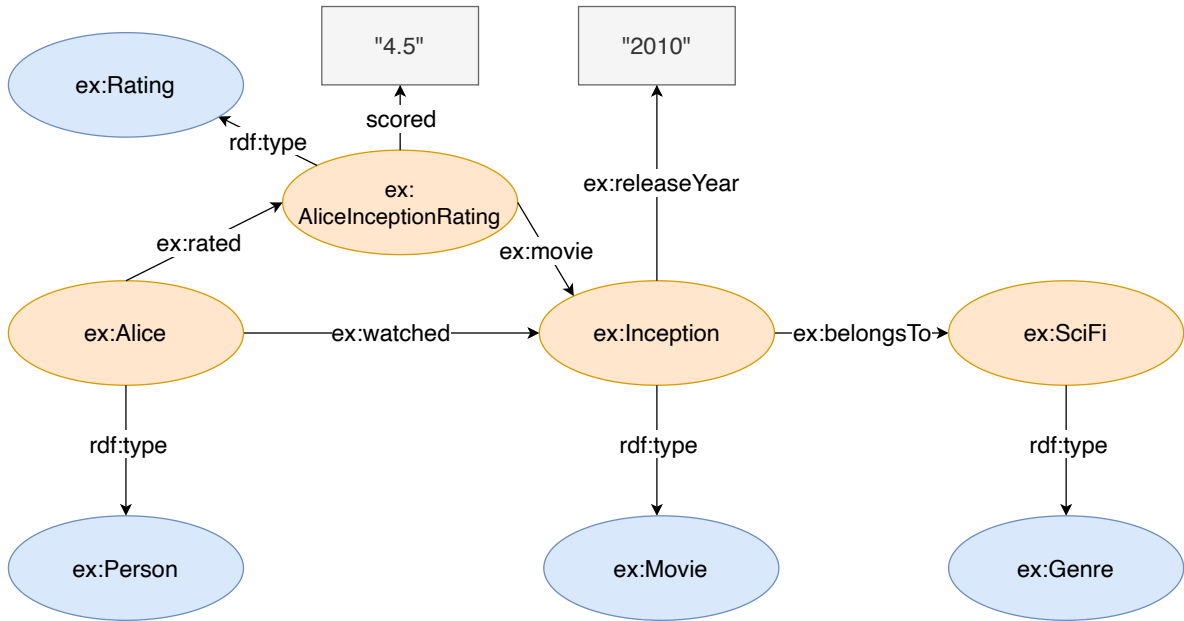 "4.5"
"2010"
ex:Rating
scored
rdf:type
ex:releaseYear
ex:
AliceInceptionRating
ex:rated
ex:movie
ex:Alice
ex:watched
ex:Inception
ex:belongsTo
ex:SciFi
rdf:type
rdf:type
rdf:type
ex:Person
ex:Movie
ex:Genre